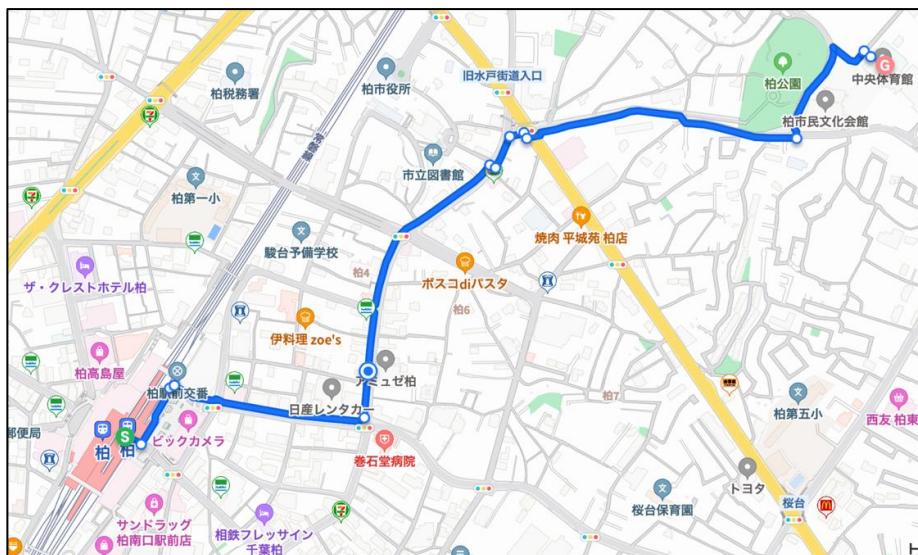 旧水戸街道入口
柏税務署
柏市役所
柏公園
中央体育館
G
柏市民文化会館
常磐線
市立図書館
柏第一小
駿台予備学校
焼肉 平城苑 柏店
柏4
ボスコdiパスタ
柏6
ザ・クレストホテル柏
伊料理 zoe's
柏高島屋
柏駅前交番
アミュゼ柏
日産レンタカー
柏7
柏第五小
西友 柏東
郵便局
S
柏
柏
ビックカメラ
巻石堂病院
トヨタ
サンドラッグ
柏南口駅前店
相鉄フレッサイン
千葉柏
桜台保育園
桜台